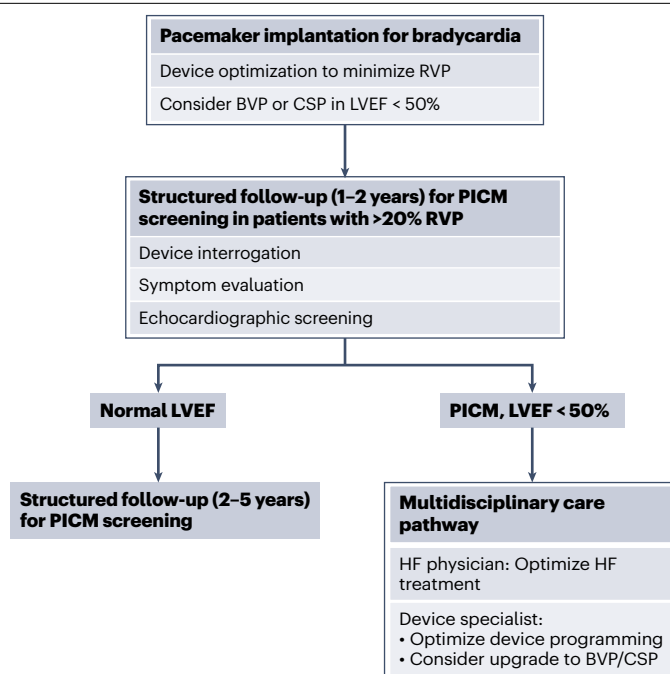 Pacemaker implantation for bradycardia
Device optimization to minimize RVP
Consider BVP or CSP in LVEF < 50%
Structured follow-up (1–2 years) for PICM
screening in patients with >20% RVP
Device interrogation
Symptom evaluation
Echocardiographic screening
Normal LVEF
PICM, LVEF < 50%
Structured follow-up (2–5 years)
for PICM screening
Multidisciplinary care
pathway
HF physician: Optimize HF
treatment
Device specialist:
• Optimize device programming
• Consider upgrade to BVP/CSP